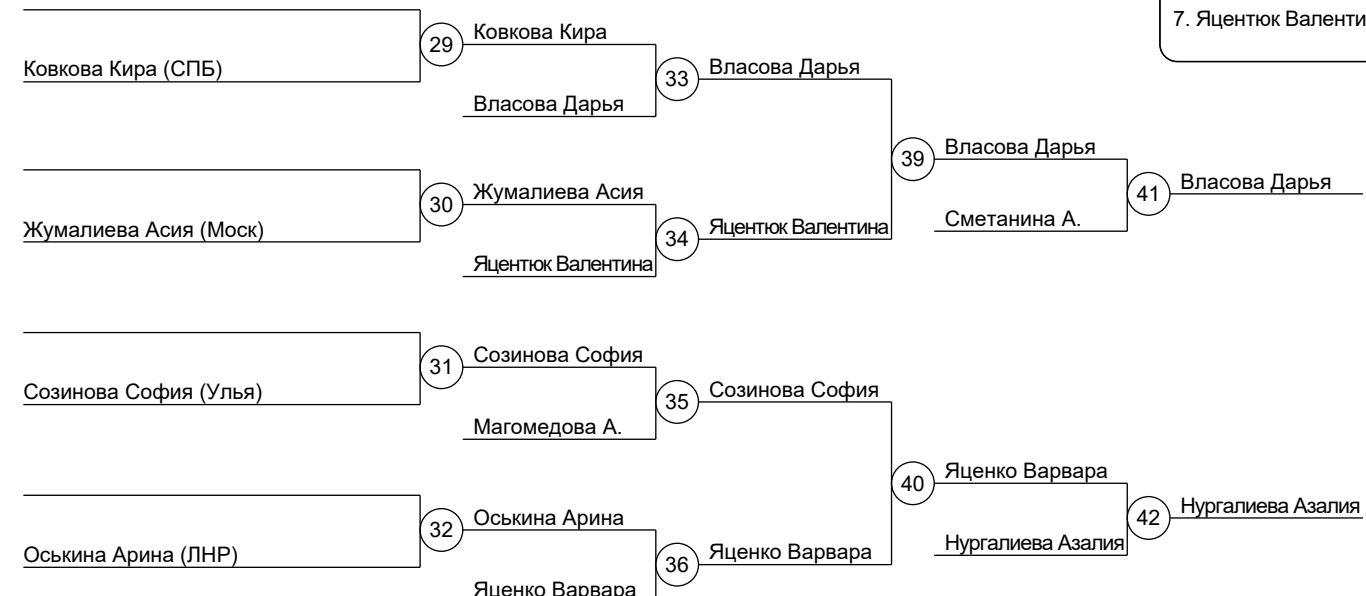 7. Яцентюк Валенти
29
Ковкова Кира
Ковкова Кира (СПБ)
33
Власова Дарья
Власова Дарья
39
Власова Дарья
30
Жумалиева Асия
Жумалиева Асия (Моск)
34
Яцентюк Валентина
Сметанина А.
41
Власова Дарья
Яцентюк Валентина
31
Созинова София
Созинова София (Улья)
35
Созинова София
Магомедова А.
40
Яценко Варвара
32
Оськина Арина
Оськина Арина (ЛНР)
36
Яценко Варвара
Нургалиева Азалия
42
Нургалиева Азалия
Яценко Варвара